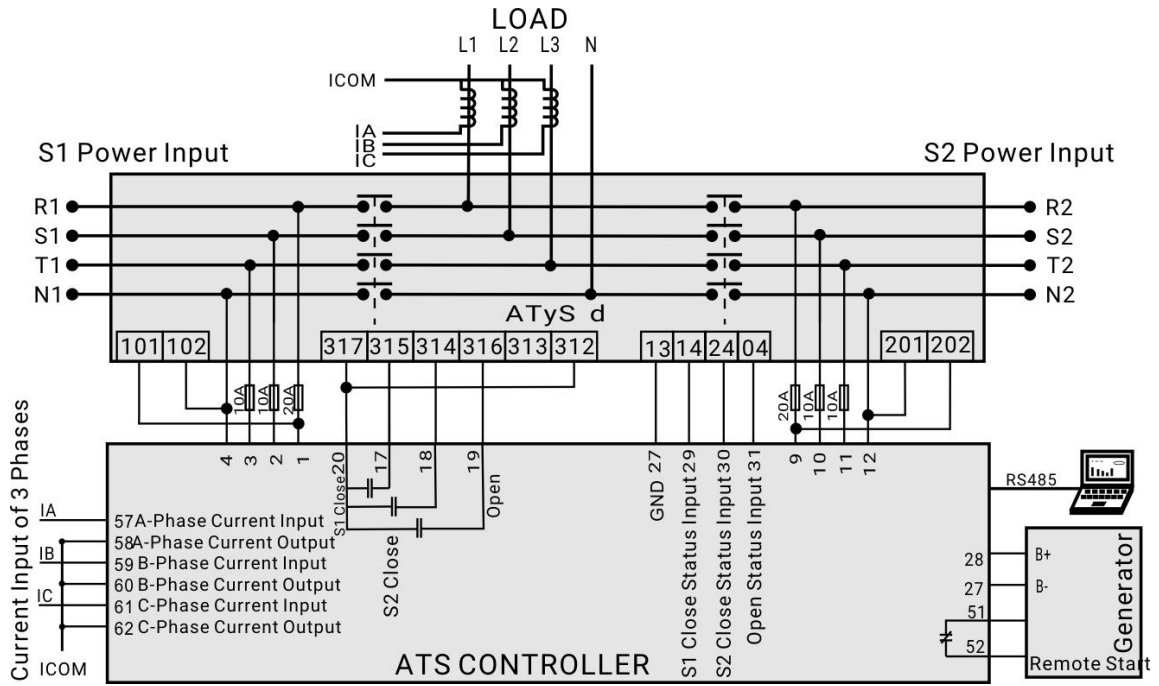 LOAD
L1 L2 L3 N
ICOM
IA
IB
IC
S1 Power Input
S2 Power Input
R1
S1
T1
N1
R2
S2
T2
N2
ATyS d
101 102
317 315 314 316 313 312
13 14 24 04
201 202
10A 10A 20A
20A 10A 10A
4 3 2 1
20 17 18 19
S1 Close
S2 Close
Open
GND 27
S1 Close Status Input 29
S2 Close Status Input 30
Open Status Input 31
9 10 11 12
RS485
Current Input of 3 Phases
IA
IB
IC
ICOM
57A-Phase Current Input
58A-Phase Current Output
59 B-Phase Current Input
60 B-Phase Current Output
61 C-Phase Current Input
62 C-Phase Current Output
ATS CONTROLLER
28
27
51
52
B+
B-
Generator
Remote Start